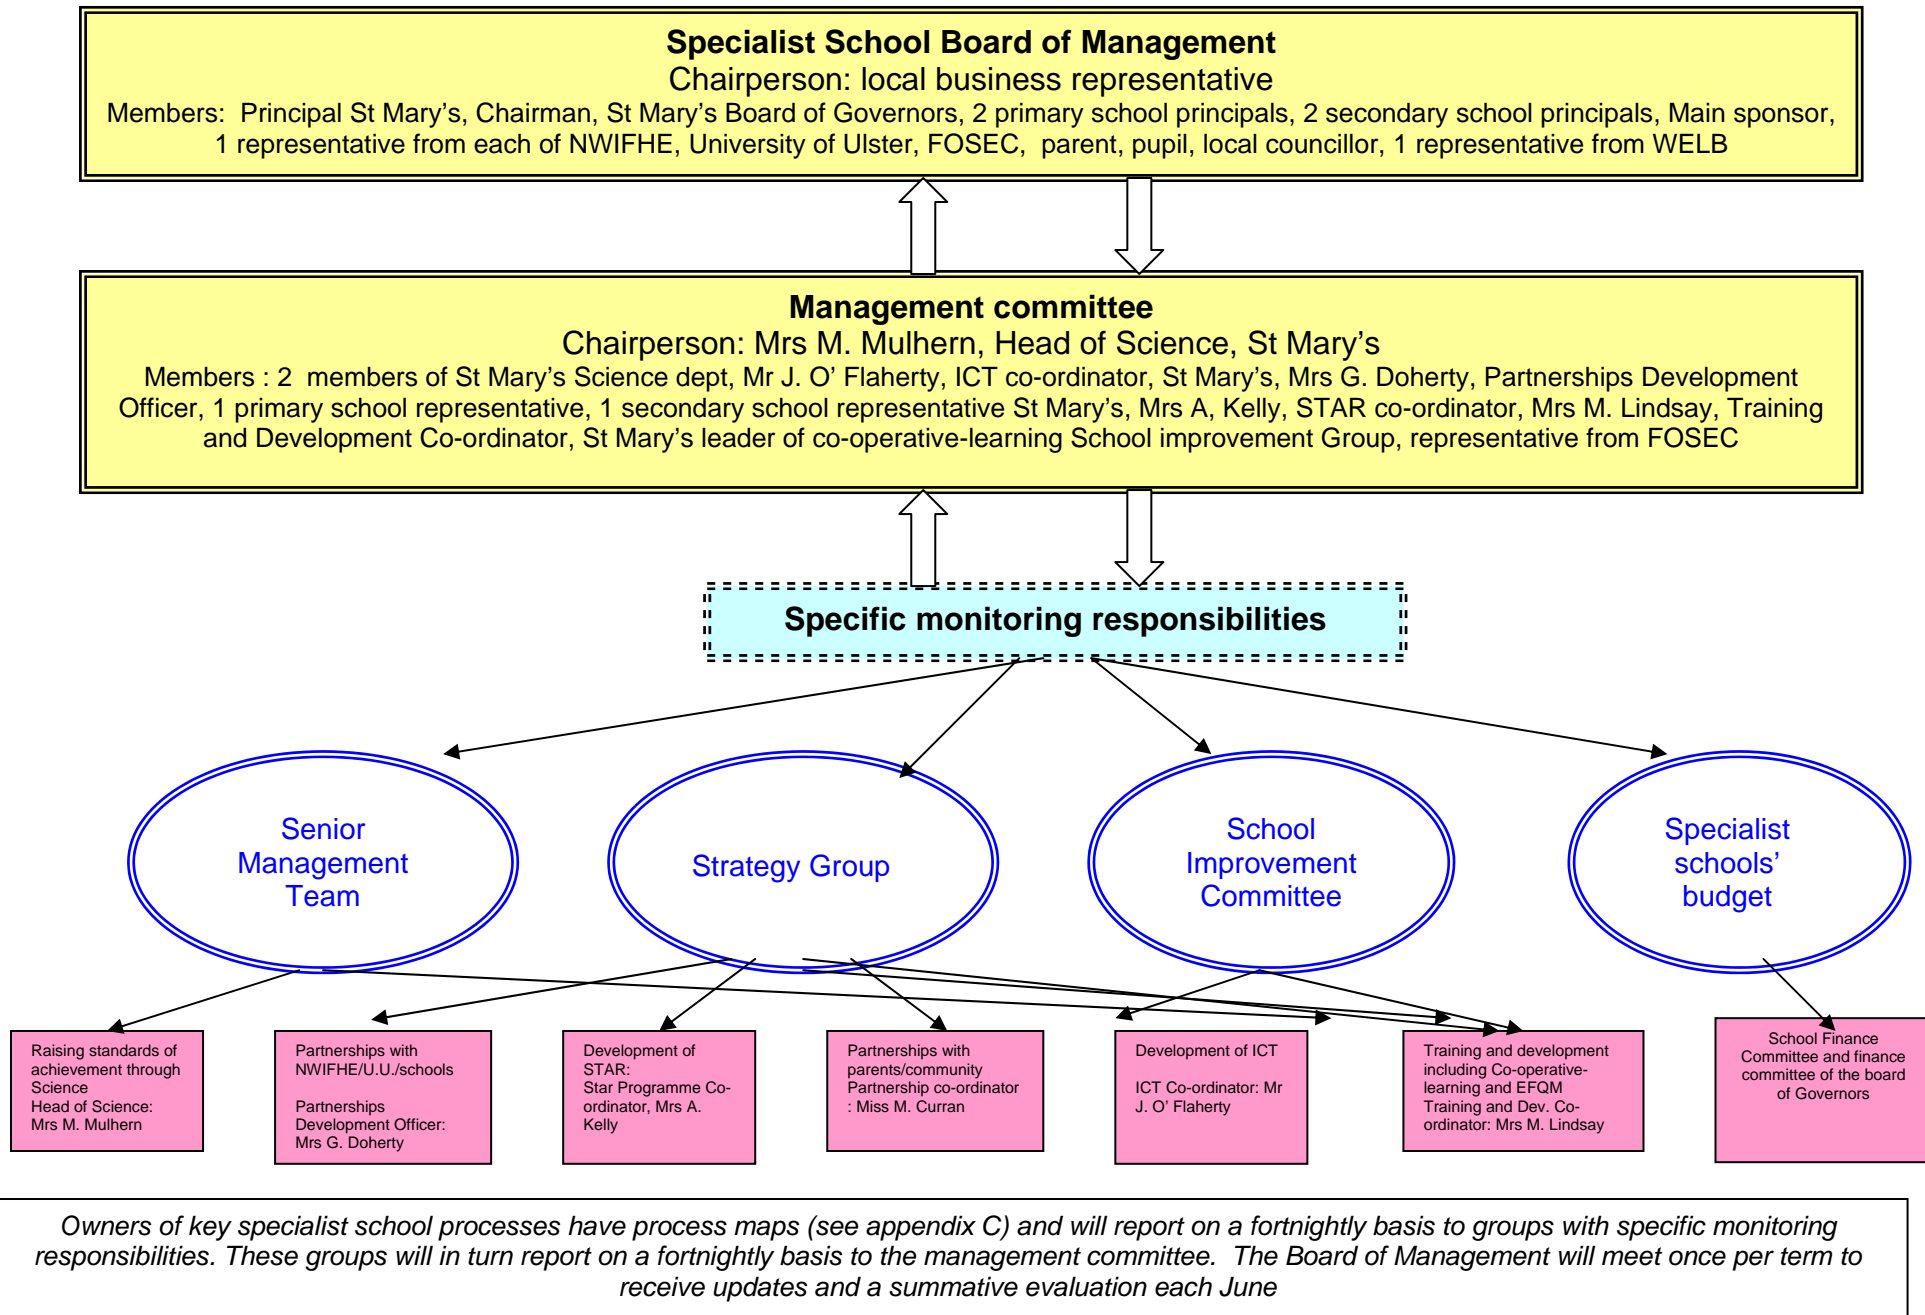 Specialist School Board of Management
Chairperson: local business representative
Members:  Principal St Mary's, Chairman, St Mary's Board of Governors, 2 primary school principals, 2 secondary school principals, Main sponsor,
1 representative from each of NWIFHE, University of Ulster, FOSEC,  parent, pupil, local councillor, 1 representative from WELB
Management committee
Chairperson: Mrs M. Mulhern, Head of Science, St Mary's
Members : 2  members of St Mary's Science dept, Mr J. O' Flaherty, ICT co-ordinator, St Mary's, Mrs G. Doherty, Partnerships Development
Officer, 1 primary school representative, 1 secondary school representative St Mary's, Mrs A, Kelly, STAR co-ordinator, Mrs M. Lindsay, Training
and Development Co-ordinator, St Mary's leader of co-operative-learning School improvement Group, representative from FOSEC
Specific monitoring responsibilities
Senior
Management
Team
Strategy Group
School
Improvement
Committee
Specialist
schools'
budget
Raising standards of
achievement through
Science
Head of Science:
Mrs M. Mulhern
Partnerships with
NWIFHE/U.U./schools
Partnerships
Development Officer:
Mrs G. Doherty
Development of
STAR:
Star Programme Co-
ordinator, Mrs A.
Kelly
Partnerships with
parents/community
Partnership co-ordinator
: Miss M. Curran
Development of ICT
ICT Co-ordinator: Mr
J. O' Flaherty
Training and development
including Co-operative-
learning and EFQM
Training and Dev. Co-
ordinator: Mrs M. Lindsay
School Finance
Committee and finance
committee of the board
of Governors
Owners of key specialist school processes have process maps (see appendix C) and will report on a fortnightly basis to groups with specific monitoring
responsibilities. These groups will in turn report on a fortnightly basis to the management committee.  The Board of Management will meet once per term to
receive updates and a summative evaluation each June